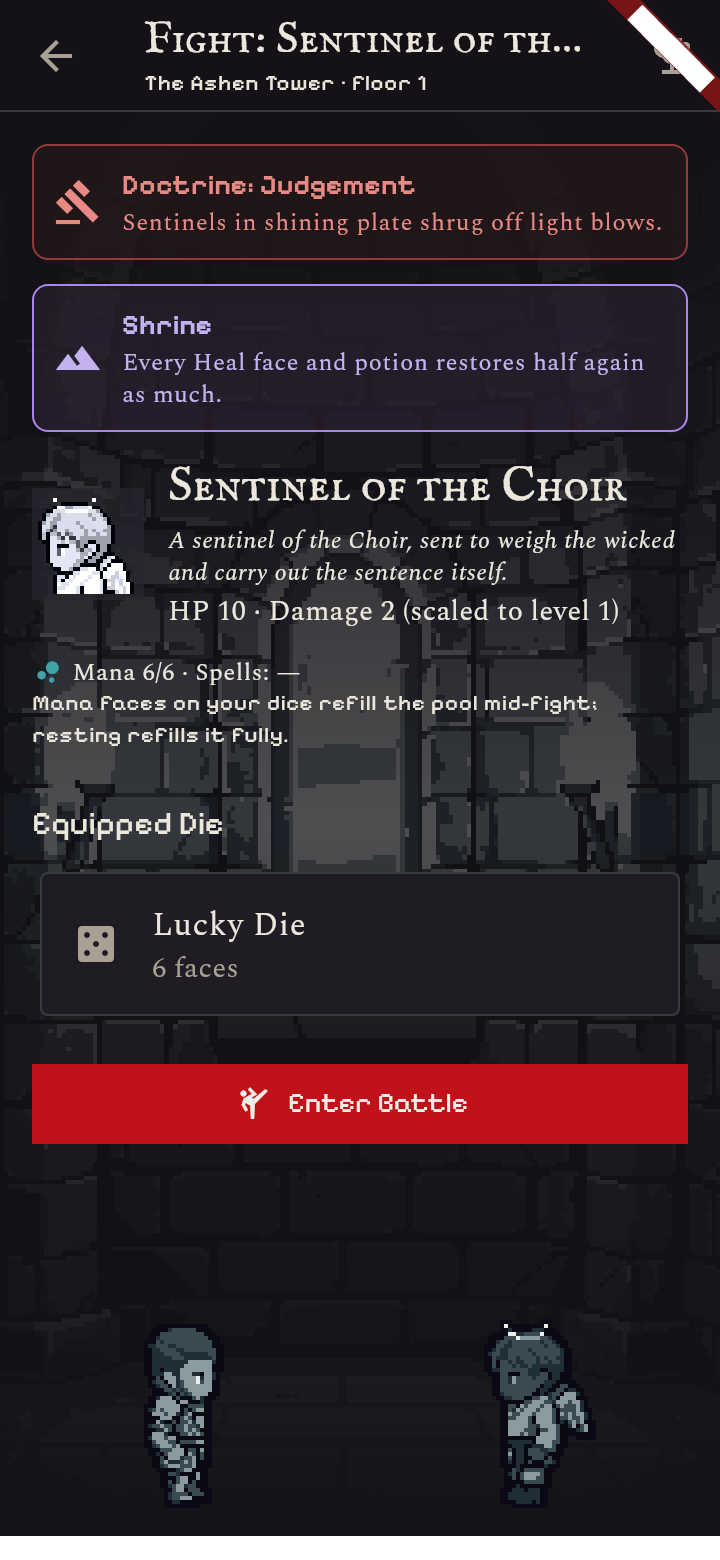 Fight: Sentinel of th...
The Ashen Tower · Floor 1
Doctrine: Judgement
Sentinels in shining plate shrug off light blows.
Shrine
Every Heal face and potion restores half again
as much.
Sentinel of the Choir
A sentinel of the Choir, sent to weigh the wicked
and carry out the sentence itself.
HP 10 · Damage 2 (scaled to level 1)
Mana 6/6 · Spells: —
Mana faces on your dice refill the pool mid-fight;
resting refills it fully.
Equipped Die
Lucky Die
6 faces
Enter Battle